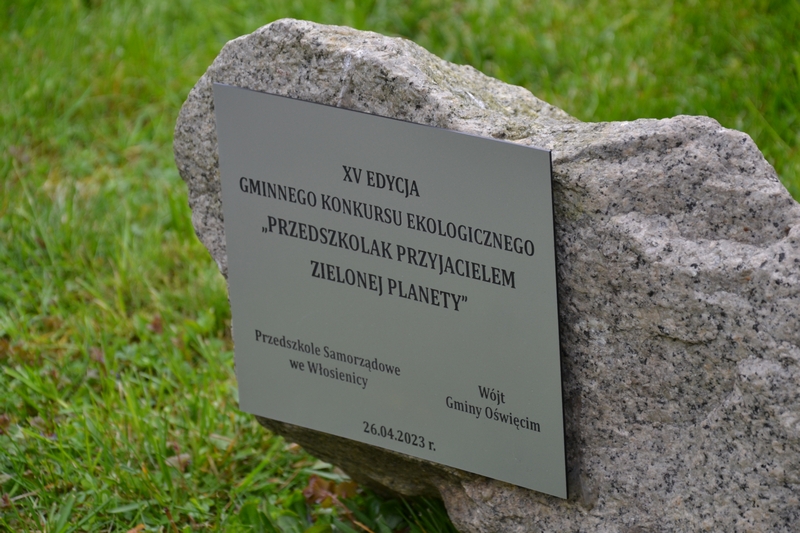 XV EDYCJA
GMINNEGO KONKURSU EKOLOGICZNEGO
„PRZEDSZKOLAK PRZYJACIELEM
ZIELONEJ PLANETY”
Przedszkole Samorządowe
we Włosienicy
Wójt
Gminy Oświęcim
26.04.2023 r.